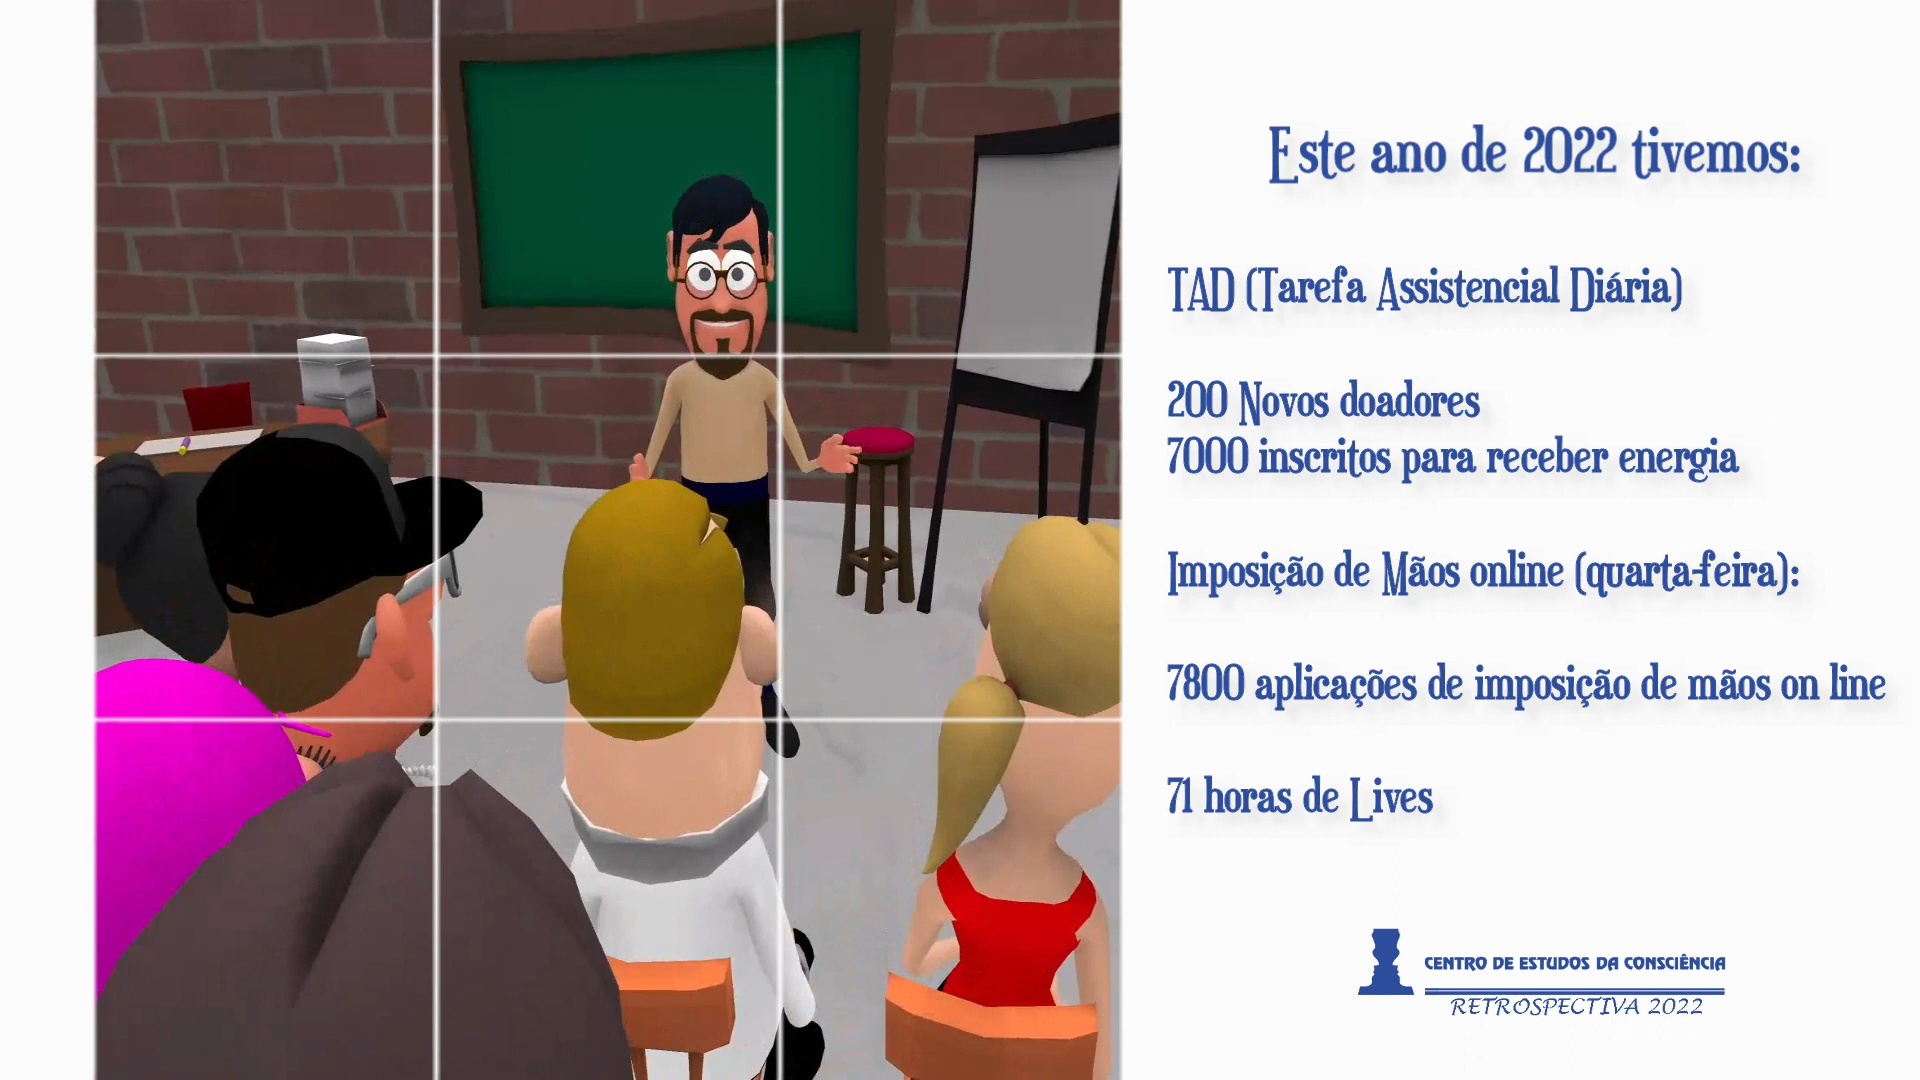 Este ano de 2022 tivemos:
TAD (Tarefa Assistencial Diária)
200 Novos doadores
7000 inscritos para receber energia
Imposição de Mãos online (quarta-feira):
7800 aplicações de imposição de mãos on line
71 horas de Lives
CENTRO DE ESTUDOS DA CONSCIÊNCIA
RETROSPECTIVA 2022